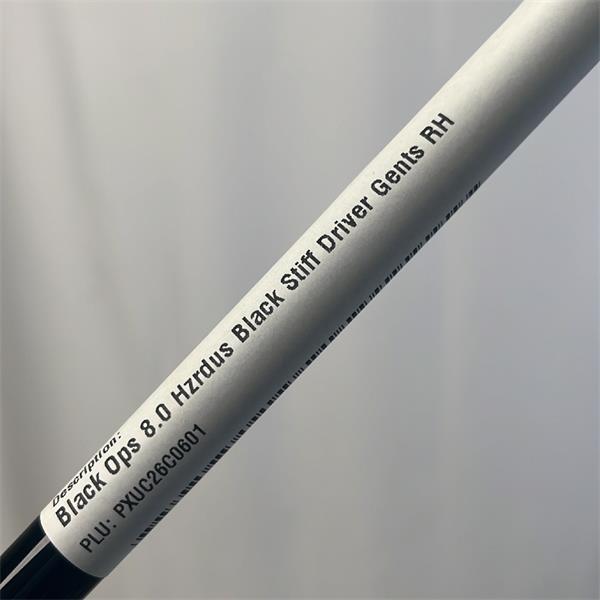 Description:
Black Ops 8.0 Hzrdus Black Stiff Driver Gents RH
PLU: PXUC26C0601